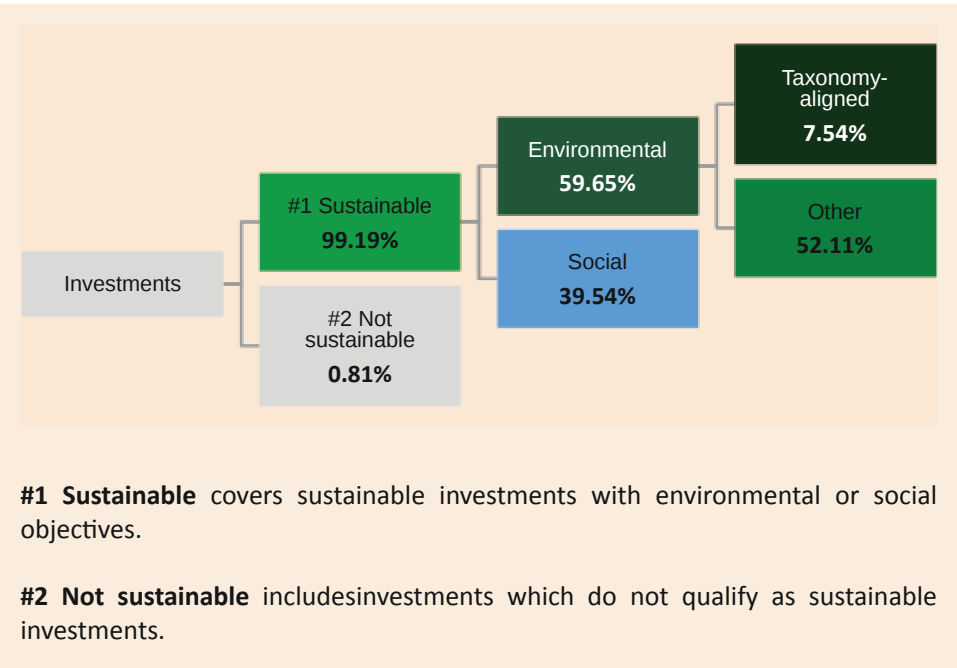 Investments
#1 Sustainable
99.19%
#2 Not
sustainable
0.81%
Environmental
59.65%
Social
39.54%
Taxonomy-
aligned
7.54%
Other
52.11%
#1 Sustainable covers sustainable investments with environmental or social
objectives.
#2 Not sustainable includesinvestments which do not qualify as sustainable
investments.